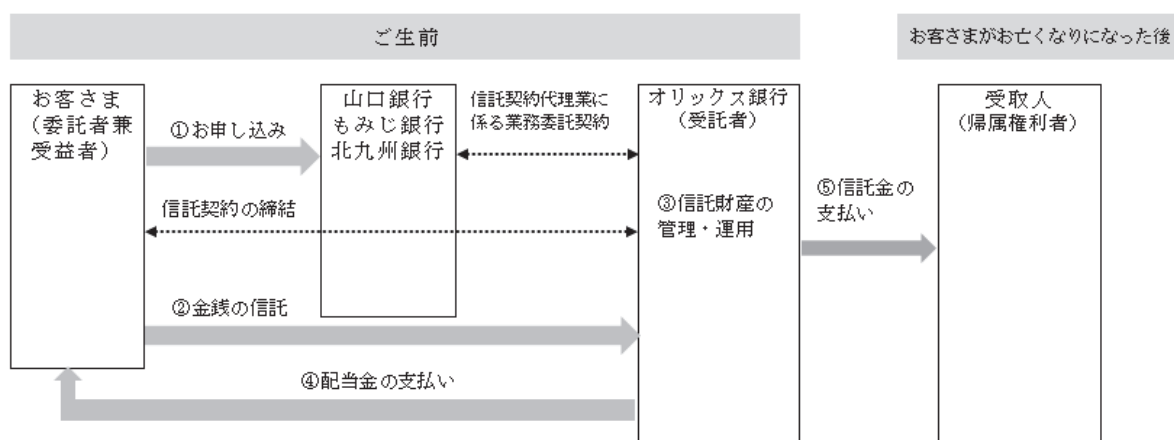 ご生前
お客さまがお亡くなりになった後
お客さま
(委託者兼
受益者)
①お申し込み
山口銀行
もみじ銀行
北九州銀行
信託契約代理業に
係る業務委託契約
オリックス銀行
(受託者)
受取人
(帰属権利者)
信託契約の締結
③信託財産の
管理・運用
⑤信託金の
支払い
②金銭の信託
④配当金の支払い